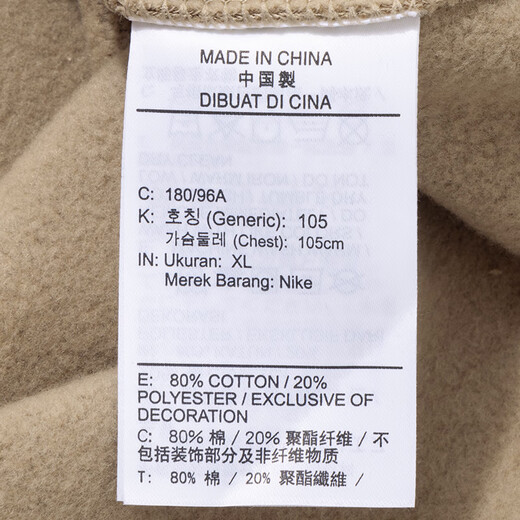 MADE IN CHINA
中国製
DIBUAT DI CINA
C: 180/96A
K: 호칭 (Generic): 105
가슴둘레 (Chest): 105cm
IN: Ukuran: XL
Merek Barang: Nike
E: 80% COTTON / 20%
POLYESTER / EXCLUSIVE OF
DECORATION
C: 80% 棉 / 20% 聚酯纤维 / 不
包括装饰部分及非纤维物质
T: 80% 棉 / 20% 聚酯纖維 /